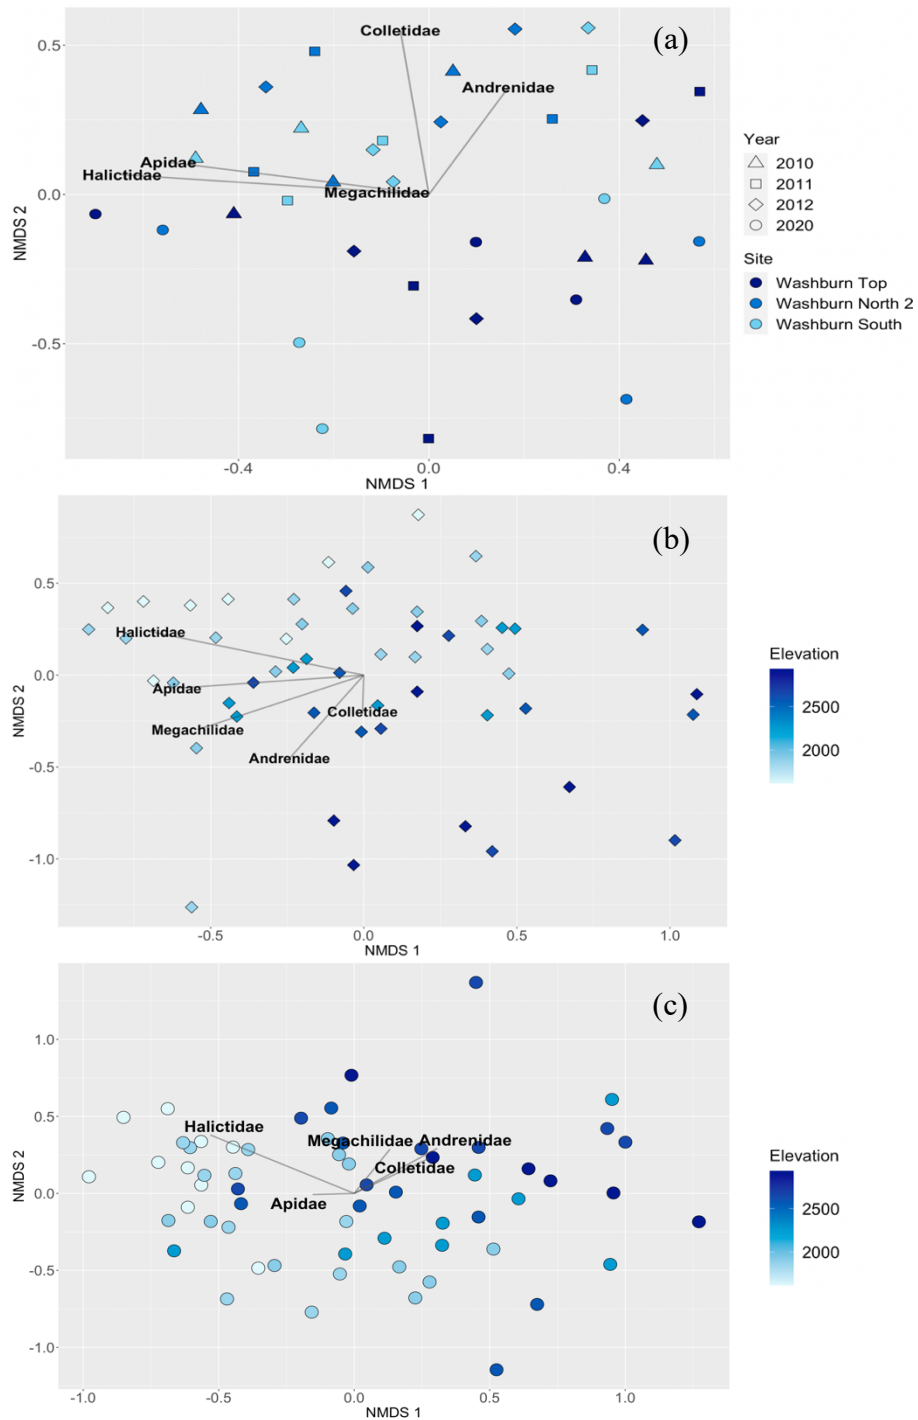 (a)
Colletidae
0.5
Andrenidae
Apidae
Halictidae
Megachilidae
0.0
NMDS 2
-0.5
-0.4
0.0
0.4
NMDS 1
Year
2010
2011
2012
2020
Site
Washburn Top
Washburn North 2
Washburn South
(b)
0.5
Halictidae
0.0
Apidae
Colletidae
Megachilidae
Andrenidae
NMDS 2
-0.5
-1.0
-0.5
0.0
0.5
1.0
NMDS 1
Elevation
2500
2000
(c)
1.0
0.5
Halictidae
Megachilidae
Andrenidae
Colletidae
0.0
Apidae
NMDS 2
-0.5
-1.0
-1.0
-0.5
0.0
0.5
1.0
NMDS 1
Elevation
2500
2000